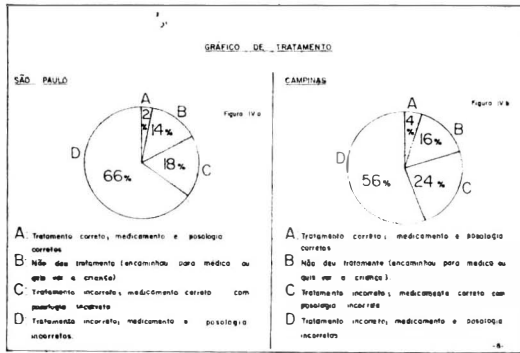 GRÁFICO DE TRATAMENTO
SÃO PAULO
Figura IV a
A
2
%
B
14%
18%
C
D
66%
A: Tratamento correto; medicamento e posologia
corretos
B: Não deu tratamento (encaminhou para médico ou
quis ver a criança)
C: Tratamento incorreto; medicamento correto com
posologia incorreta
D: Tratamento incorreto; medicamento e posologia
incorretos.
CAMPINAS
Figura IV b
A
4
%
B
16%
24%
C
D
56%
A: Tratamento correto; medicamento e posologia
corretos
B: Não deu tratamento (encaminhou para médico ou
quis ver a criança).
C Tratamento incorreto; medicamento correto com
posologia incorreta
D Tratamento incorreto; medicamento e posologia
incorretos
-6-